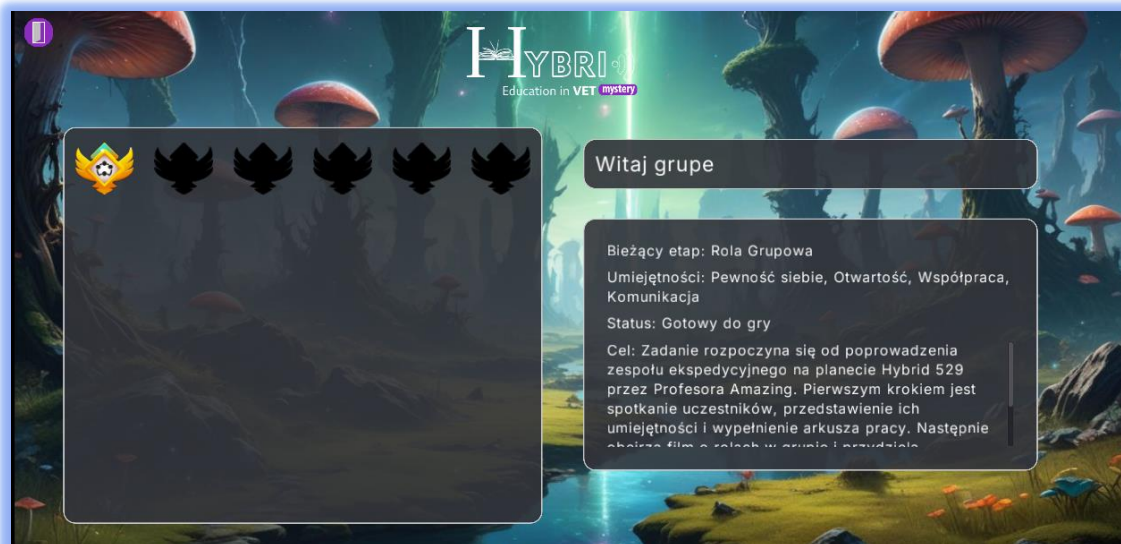 HYBRI
Education in VET mystery
Witaj grupe
Bieżący etap: Rola Grupowa
Umiejętności: Pewność siebie, Otwartość, Współpraca,
Komunikacja
Status: Gotowy do gry
Cel: Zadanie rozpoczyna się od poprowadzenia
zespołu ekspedycyjnego na planecie Hybrid 529
przez Profesora Amazing. Pierwszym krokiem jest
spotkanie uczestników, przedstawienie ich
umiejętności i wypełnienie arkusza pracy. Następnie